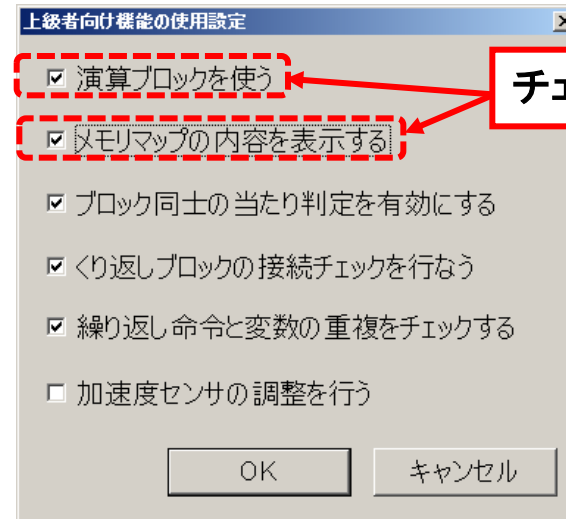 上級者向け機能の使用設定
演算ブロックを使う
チェ
メモリマップの内容を表示する
ブロック同士の当たり判定を有効にする
くり返しブロックの接続チェックを行なう
繰り返し命令と変数の重複をチェックする
加速度センサの調整を行う
OK
キャンセル